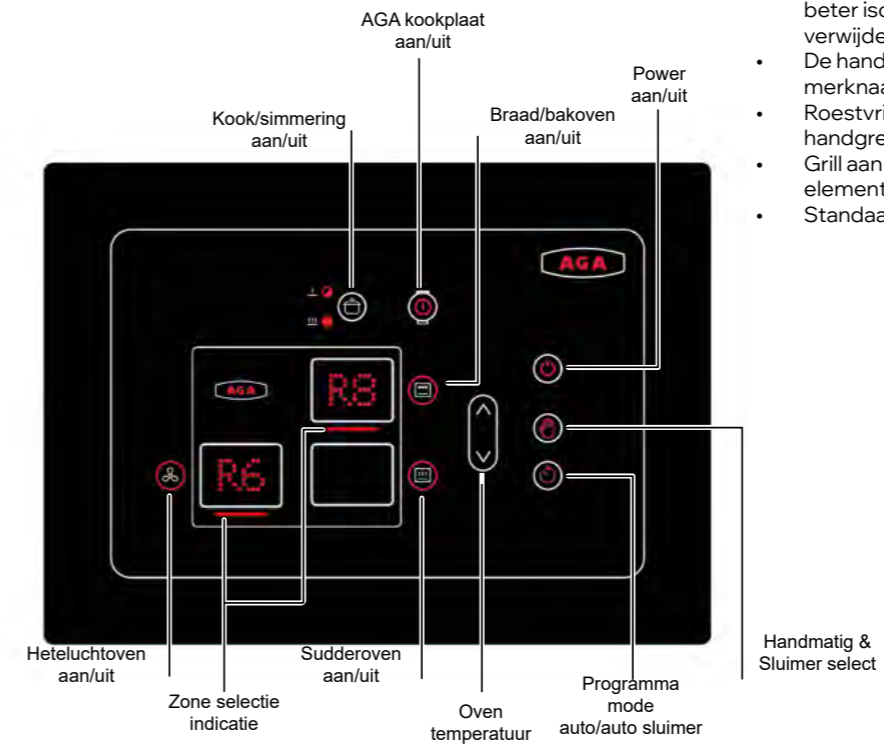 AGA kookplaat
aan/uit
Kook/simmering
aan/uit
Braad/bakoven
aan/uit
Power
aan/uit
beter iso
verwijde
• De hand
merknaa
• Roestvri
handgre
• Grill aan
element
• Standaa
AGA
AGA
R8
R6
Heteluchtoven
aan/uit
Zone selectie
indicatie
Sudderoven
aan/uit
Oven
temperatuur
Programma
mode
auto/auto sluimer
Handmatig &
Sluimer select